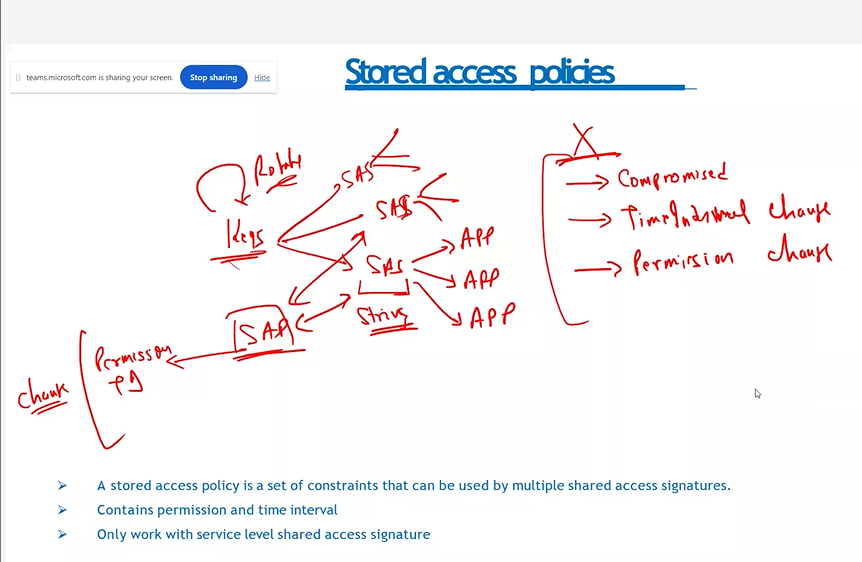 teams.microsoft.com is sharing your screen. Stop sharing Hide
Stored access policies
Rotate
Keys
SAS
SAS
SAS
String
APP
APP
APP
SAP
Permission
change
X
→ Compromised
→ change
→ Permission change
➢ A stored access policy is a set of constraints that can be used by multiple shared access signatures.
➢ Contains permission and time interval
➢ Only work with service level shared access signature